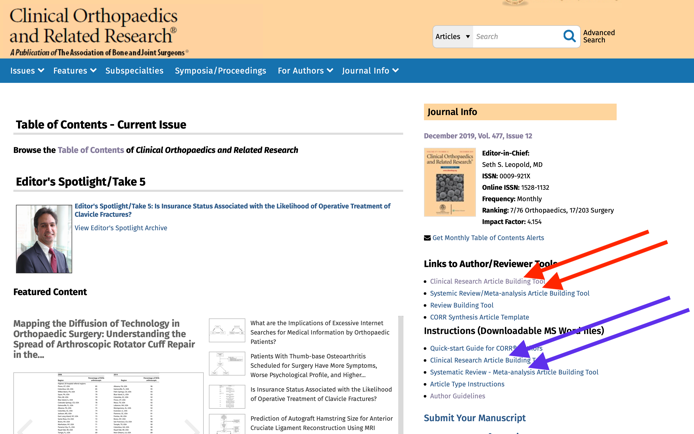 Clinical Orthopaedics
and Related Research®
A Publication of The Association of Bone and Joint Surgeons®
Articles
Search
Advanced
Search
Issues
Features
Subspecialties
Symposia/Proceedings
For Authors
Journal Info
Table of Contents - Current Issue
Browse the Table of Contents of Clinical Orthopaedics and Related Research
Editor's Spotlight/Take 5
Editor's Spotlight/Take 5: Is Insurance Status Associated with the Likelihood of Operative Treatment of
Clavicle Fractures?
View Editor's Spotlight Archive
Featured Content
Mapping the Diffusion of Technology in
Orthopaedic Surgery: Understanding the
Spread of Arthroscopic Rotator Cuff Repair
in the...
What are the Implications of Excessive Internet
Searches for Medical Information by Orthopaedic
Patients?
Patients With Thumb-base Osteoarthritis
Scheduled for Surgery Have More Symptoms,
Worse Psychological Profile, and Higher...
Is Insurance Status Associated with the Likelihood
of Operative Treatment of Clavicle Fractures?
Prediction of Autograft Hamstring Size for Anterior
Cruciate Ligament Reconstruction Using MRI
Journal Info
December 2019, Vol. 477, Issue 12
Clinical Orthopaedics
and Related Research
Editor-in-Chief:
Seth S. Leopold, MD
ISSN: 0009-921X
Online ISSN: 1528-1132
Frequency: Monthly
Ranking: 7/76 Orthopaedics, 17/203 Surgery
Impact Factor: 4.154
Get Monthly Table of Contents Alerts
Links to Author/Reviewer Tools
Clinical Research Article Building Tool
Systemic Review/Meta-analysis Article Building Tool
Review Building Tool
CORR Synthesis Article Template
Instructions (Downloadable MS Word files)
Quick-start Guide for CORR
Clinical Research Article Building
Systematic Review - Meta-analysis Article Building Tool
Article Type Instructions
Author Guidelines
Submit Your Manuscript